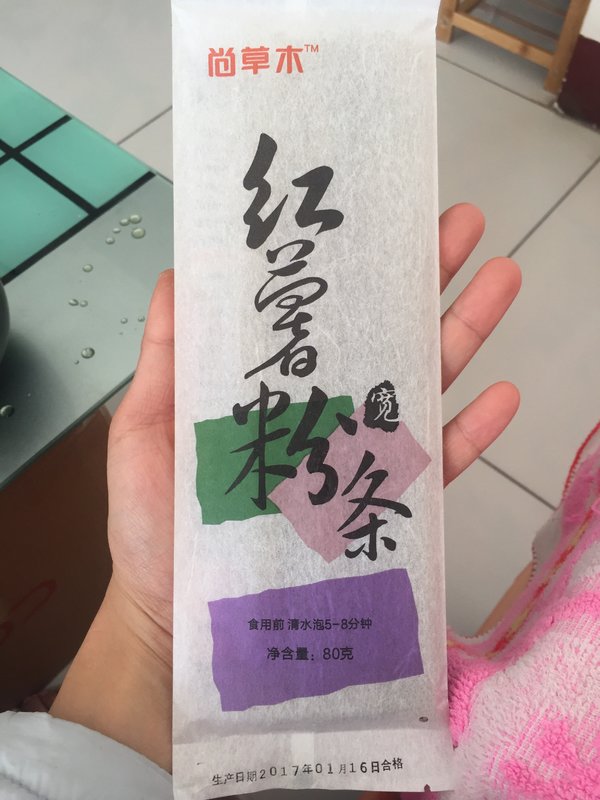 尚草木™
红薯粉条
宽
食用前 清水泡5-8分钟
净含量：80克
生产日期2017年01月16日合格